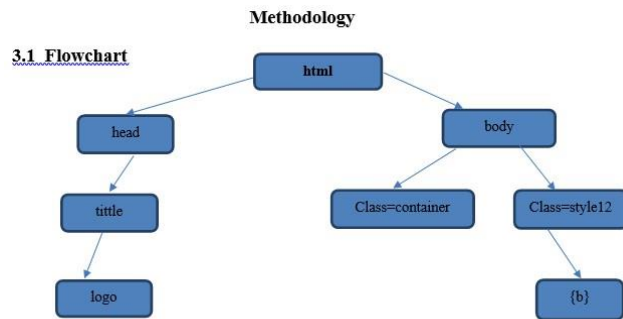 Methodology
3.1 Flowchart
html
head
body
tittle
Class=container
Class=style12
logo
{b}